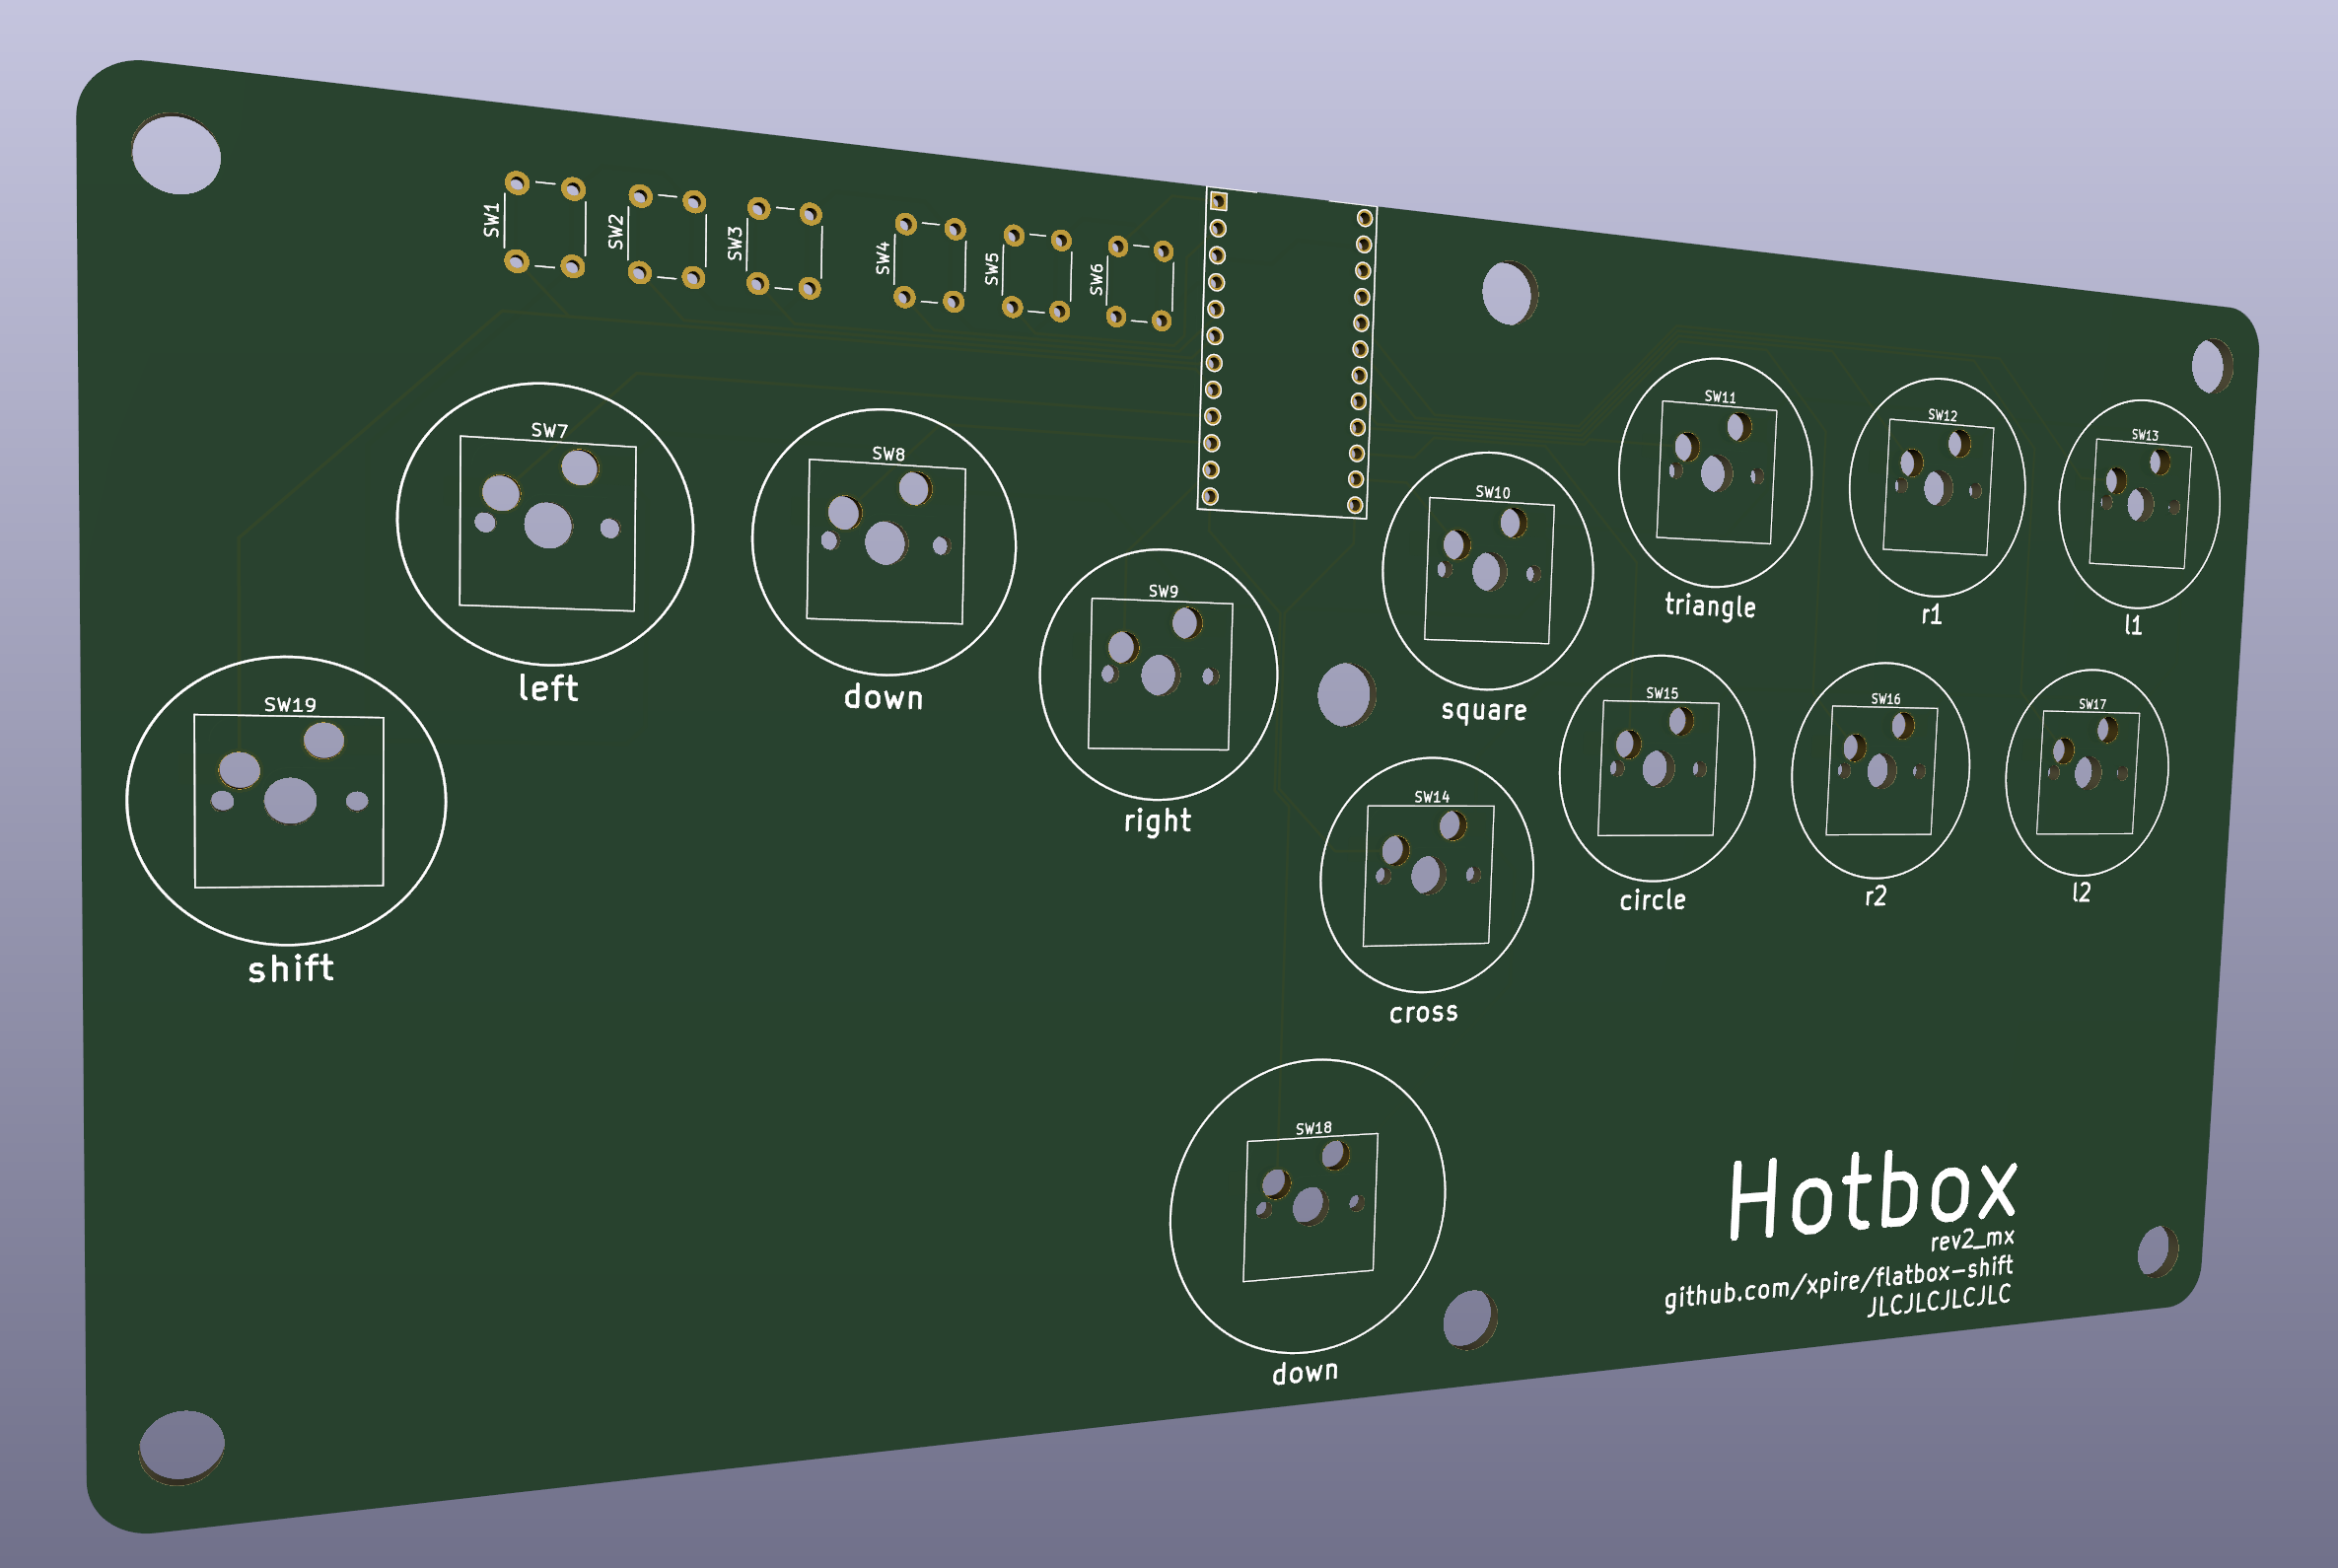 SW1
SW2
SW3
SW4
SW5
SW6
SW7
left
SW8
down
SW9
right
SW10
square
SW11
triangle
SW12
r1
SW13
l1
SW19
shift
SW14
cross
SW15
circle
SW16
r2
SW17
l2
SW18
down
Hotbox
rev2_mx
github.com/xpire/flatbox-shift
JLCJLCJLCJLC